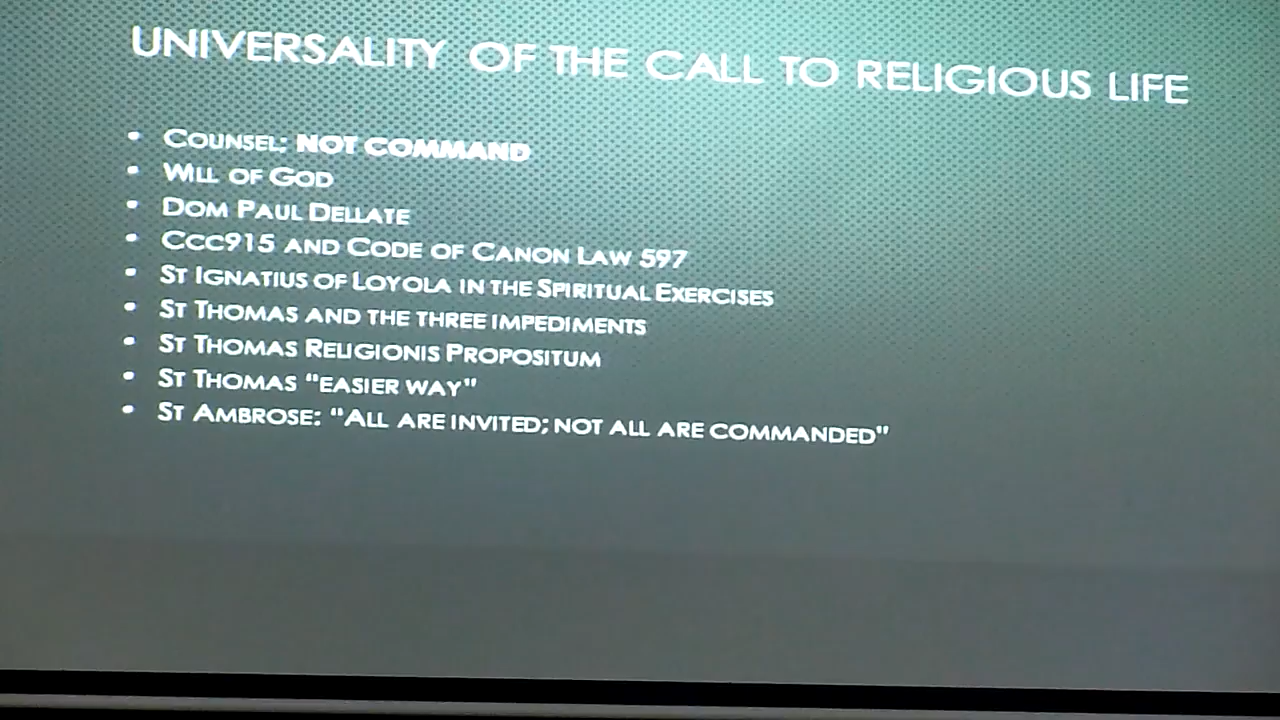 UNIVERSALITY OF THE CALL TO RELIGIOUS LIFE
• COUNSEL; NOT COMMAND
• WILL OF GOD
• DOM PAUL DELLATE
• CCC915 AND CODE OF CANON LAW 597
• ST IGNATIUS OF LOYOLA IN THE SPIRITUAL EXERCISES
• ST THOMAS AND THE THREE IMPEDIMENTS
• ST THOMAS RELIGIONIS PROPOSITUM
• ST THOMAS "EASIER WAY"
• ST AMBROSE: "ALL ARE INVITED; NOT ALL ARE COMMANDED"